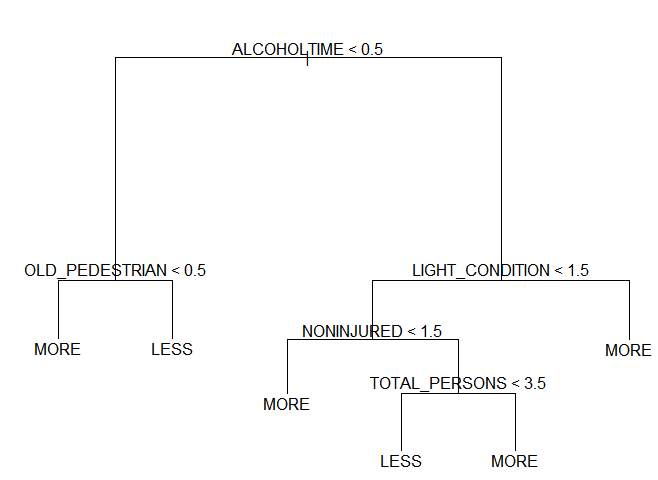 ALCOHOLTIME < 0.5
OLD_PEDESTRIAN < 0.5
LIGHT_CONDITION < 1.5
NONINJURED < 1.5
MORE
LESS
MORE
TOTAL_PERSONS < 3.5
MORE
LESS
MORE